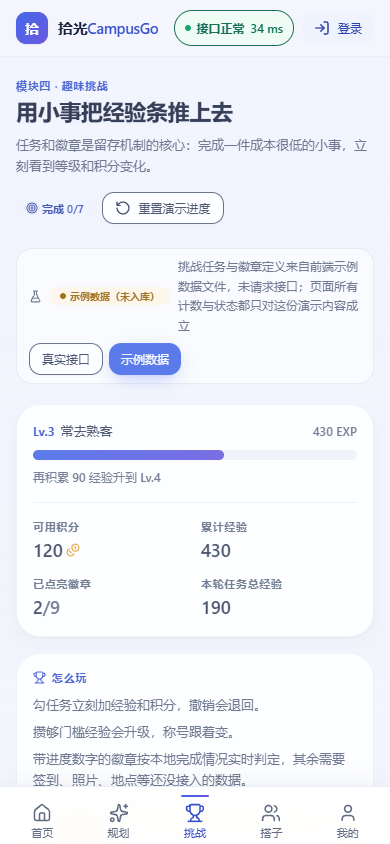 拾 拾光CampusGo 接口正常 34 ms 登录
模块四 · 趣味挑战
用小事把经验条推上去
任务和徽章是留存机制的核心：完成一件成本很低的小事，立
刻看到等级和积分变化。
完成 0/7 重置演示进度
挑战任务与徽章定义来自前端示例
数据文件，未请求接口；页面所有
计数与状态都只对这份演示内容成
立
示例数据（未入库）
真实接口 示例数据
Lv.3 常去熟客 430 EXP
再积累 90 经验升到 Lv.4
可用积分 累计经验
120 430
已点亮徽章 本轮任务总经验
2/9 190
怎么玩
勾任务立刻加经验和积分，撤销会退回。
攒够门槛经验会升级，称号跟着变。
带进度数字的徽章按本地完成情况实时判定，其余需要
签到、照片、地点等还没接入的数据。
首页 规划 挑战 搭子 我的